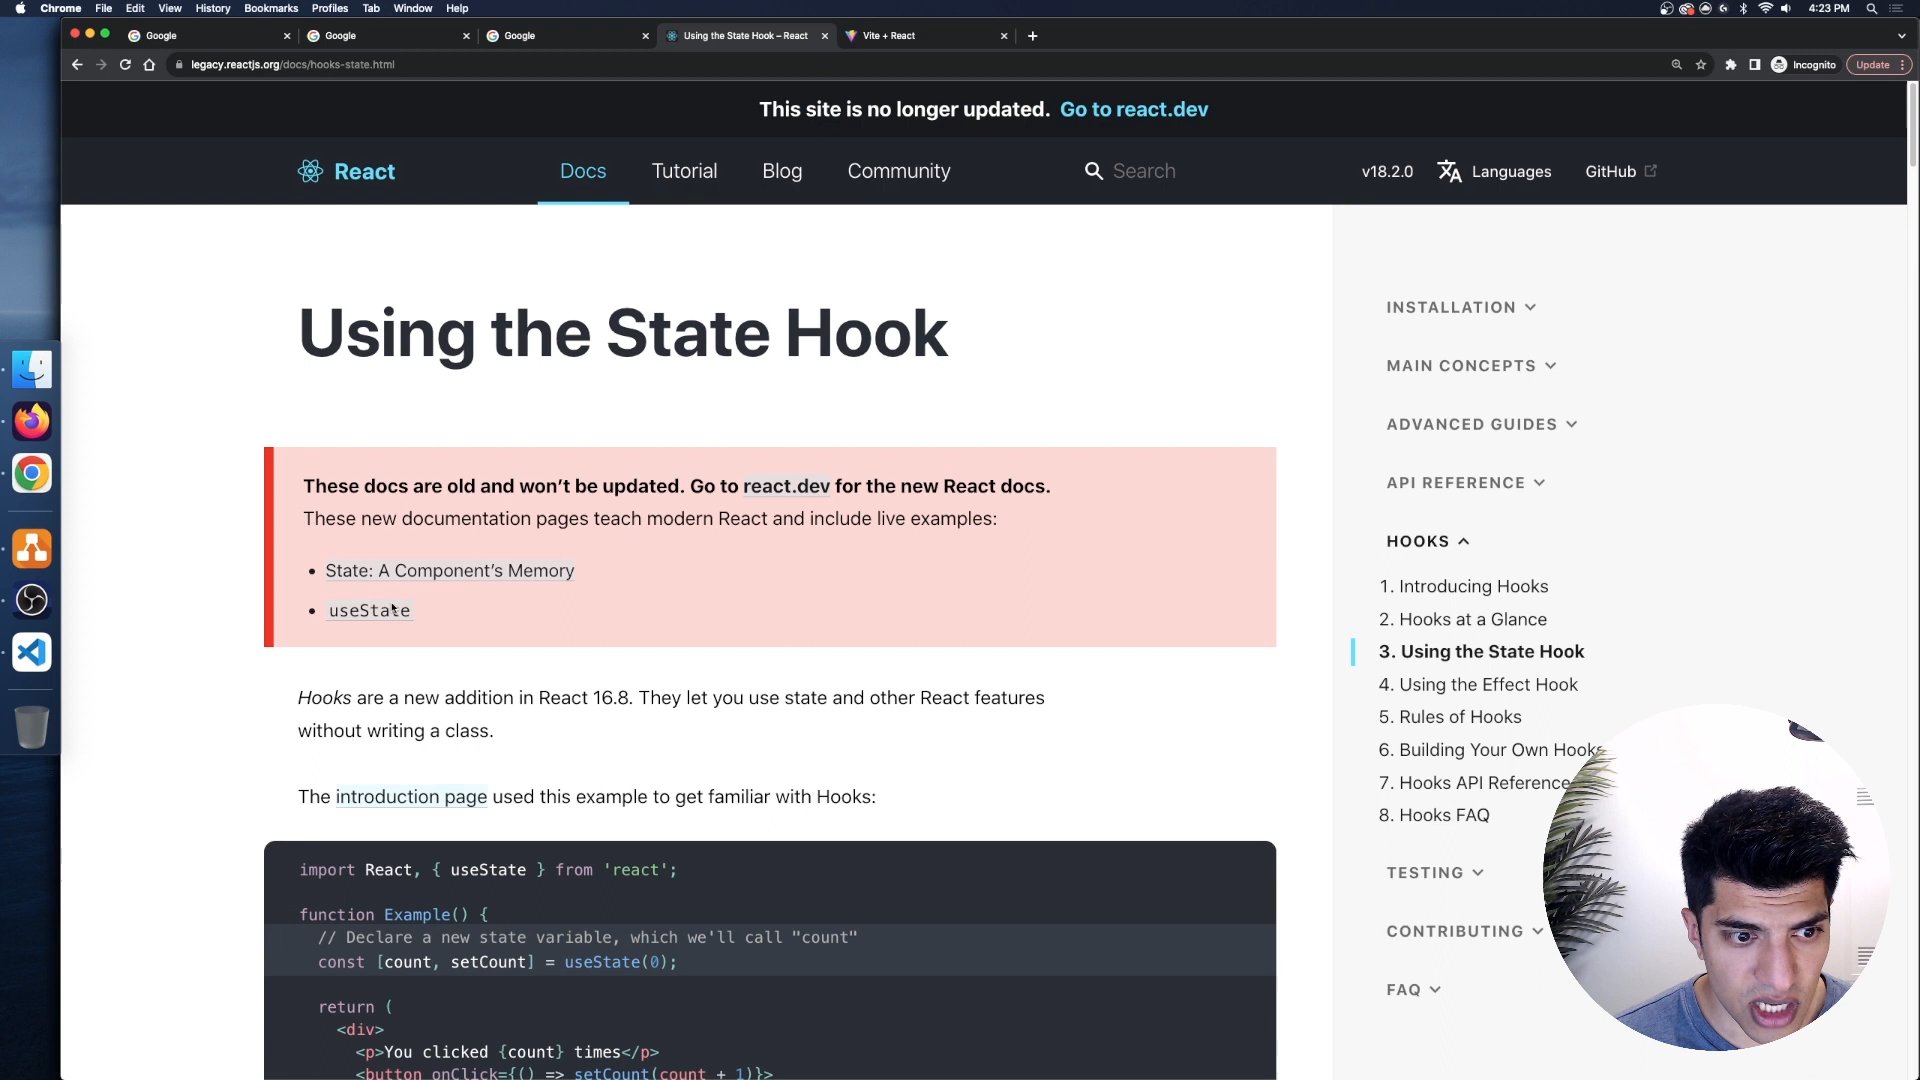 Chrome File Edit View History Bookmarks Profiles Tab Window Help 4:23 PM
Google Google Google Using the State Hook – React Vite + React
legacy.reactjs.org/docs/hooks-state.html Incognito Update
This site is no longer updated. Go to react.dev
React Docs Tutorial Blog Community Search v18.2.0 Languages GitHub
Using the State Hook
These docs are old and won’t be updated. Go to react.dev for the new React docs.
These new documentation pages teach modern React and include live examples:
• State: A Component’s Memory
• useState
Hooks are a new addition in React 16.8. They let you use state and other React features
without writing a class.
The introduction page used this example to get familiar with Hooks:
import React, { useState } from 'react';
function Example() {
// Declare a new state variable, which we'll call "count"
const [count, setCount] = useState(0);
return (
<div>
<p>You clicked {count} times</p>
<button onClick={() => setCount(count + 1)}>
INSTALLATION
MAIN CONCEPTS
ADVANCED GUIDES
API REFERENCE
HOOKS
1. Introducing Hooks
2. Hooks at a Glance
3. Using the State Hook
4. Using the Effect Hook
5. Rules of Hooks
6. Building Your Own Hooks
7. Hooks API Reference
8. Hooks FAQ
TESTING
CONTRIBUTING
FAQ